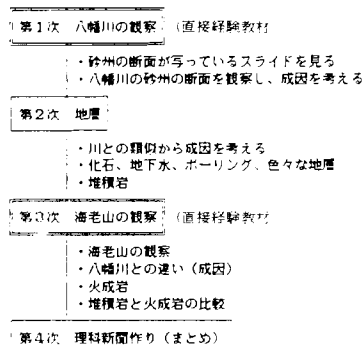 第1次　八幡川の観察　(直接経験教材
・砂州の断面が写っているスライドを見る
・八幡川の砂州の断面を観察し、成因を考える
第2次　地層
・川との類似から成因を考える
・化石、地下水、ボーリング、色々な地層
・堆積岩
第3次　海老山の観察　(直接経験教材
・海老山の観察
・八幡川との違い（成因）
・火成岩
・堆積岩と火成岩の比較
第4次　理科新聞作り（まとめ）